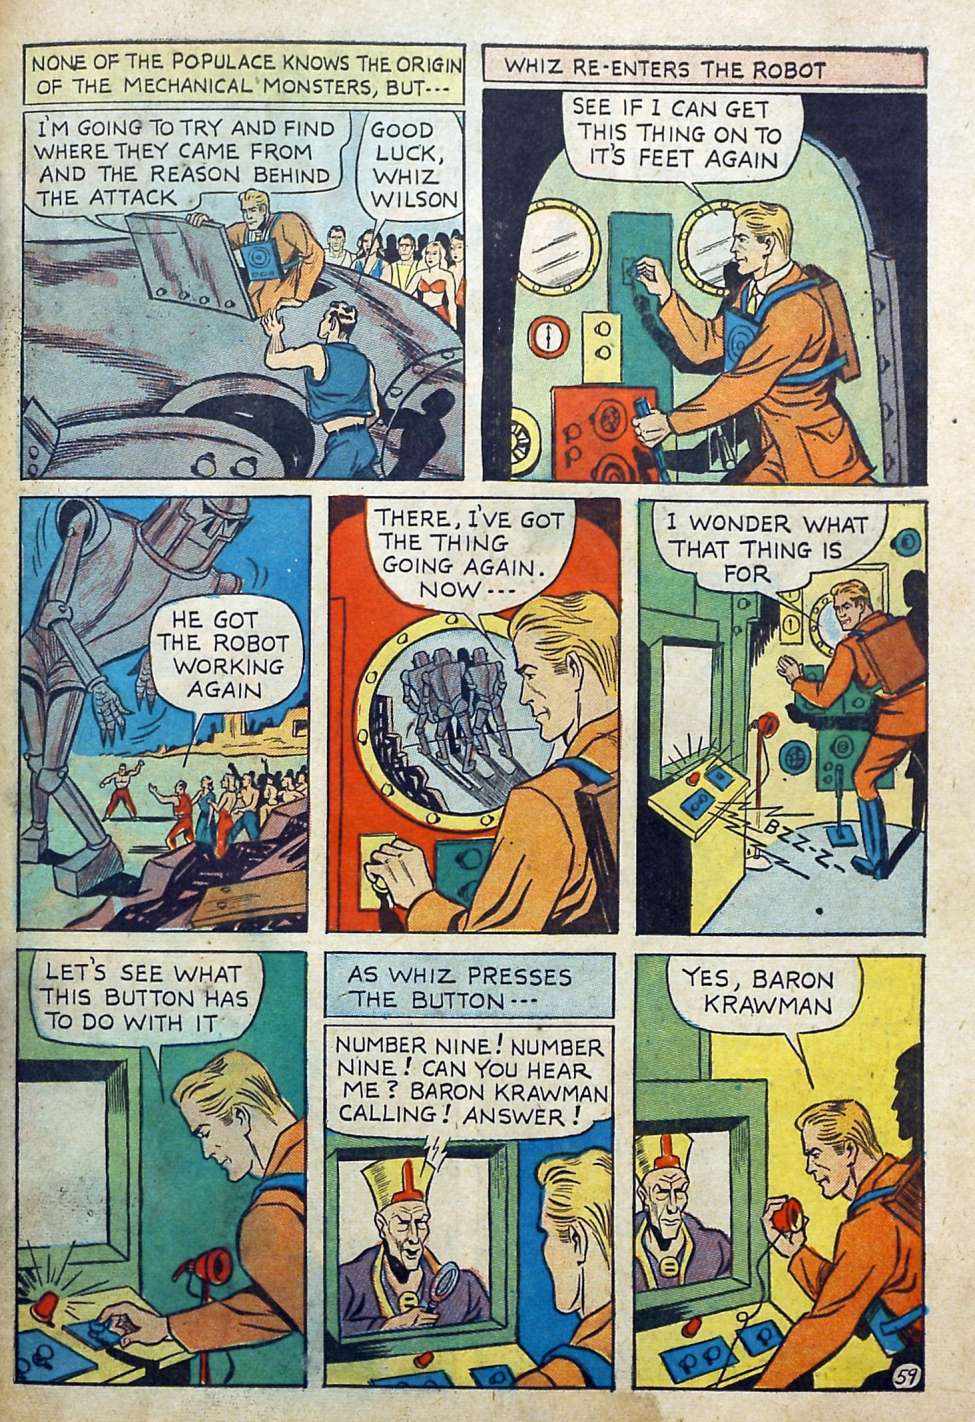 NONE OF THE POPULACE KNOWS THE ORIGIN
OF THE MECHANICAL MONSTERS, BUT---
I'M GOING TO TRY AND FIND
WHERE THEY CAME FROM
AND THE REASON BEHIND
THE ATTACK
GOOD
LUCK,
WHIZ
WILSON
WHIZ RE-ENTERS THE ROBOT
SEE IF I CAN GET
THIS THING ON TO
IT'S FEET AGAIN
HE GOT
THE ROBOT
WORKING
AGAIN
THERE, I'VE GOT
THE THING
GOING AGAIN.
NOW---
I WONDER WHAT
THAT THING IS
FOR
BZZZZ
LET'S SEE WHAT
THIS BUTTON HAS
TO DO WITH IT
AS WHIZ PRESSES
THE BUTTON---
NUMBER NINE! NUMBER
NINE! CAN YOU HEAR
ME? BARON KRAWMAN
CALLING! ANSWER!
YES, BARON
KRAWMAN
59